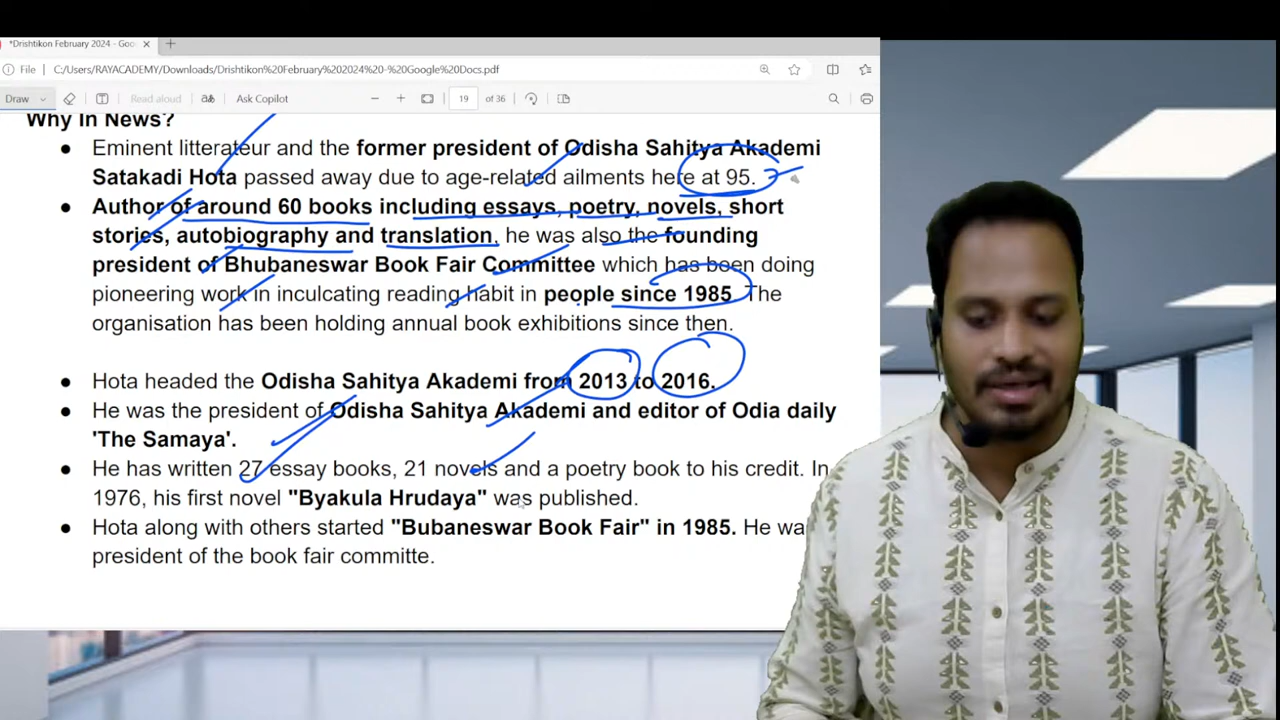 *Drishtikon February 2024 - Goo
File C:/Users/RAYACADEMY/Downloads/Drishtikon%20February%202024%20-%20Google%20Docs.pdf
Draw Read aloud Ask Copilot 19 of 36
Why In News?
● Eminent litterateur and the former president of Odisha Sahitya Akademi
Satakadi Hota passed away due to age-related ailments here at 95.
● Author of around 60 books including essays, poetry, novels, short
stories, autobiography and translation, he was also the founding
president of Bhubaneswar Book Fair Committee which has been doing
pioneering work in inculcating reading habit in people since 1985. The
organisation has been holding annual book exhibitions since then.
● Hota headed the Odisha Sahitya Akademi from 2013 to 2016.
● He was the president of Odisha Sahitya Akademi and editor of Odia daily
'The Samaya'.
● He has written 27 essay books, 21 novels and a poetry book to his credit. In
1976, his first novel "Byakula Hrudaya" was published.
● Hota along with others started "Bubaneswar Book Fair" in 1985. He wa
president of the book fair committe.